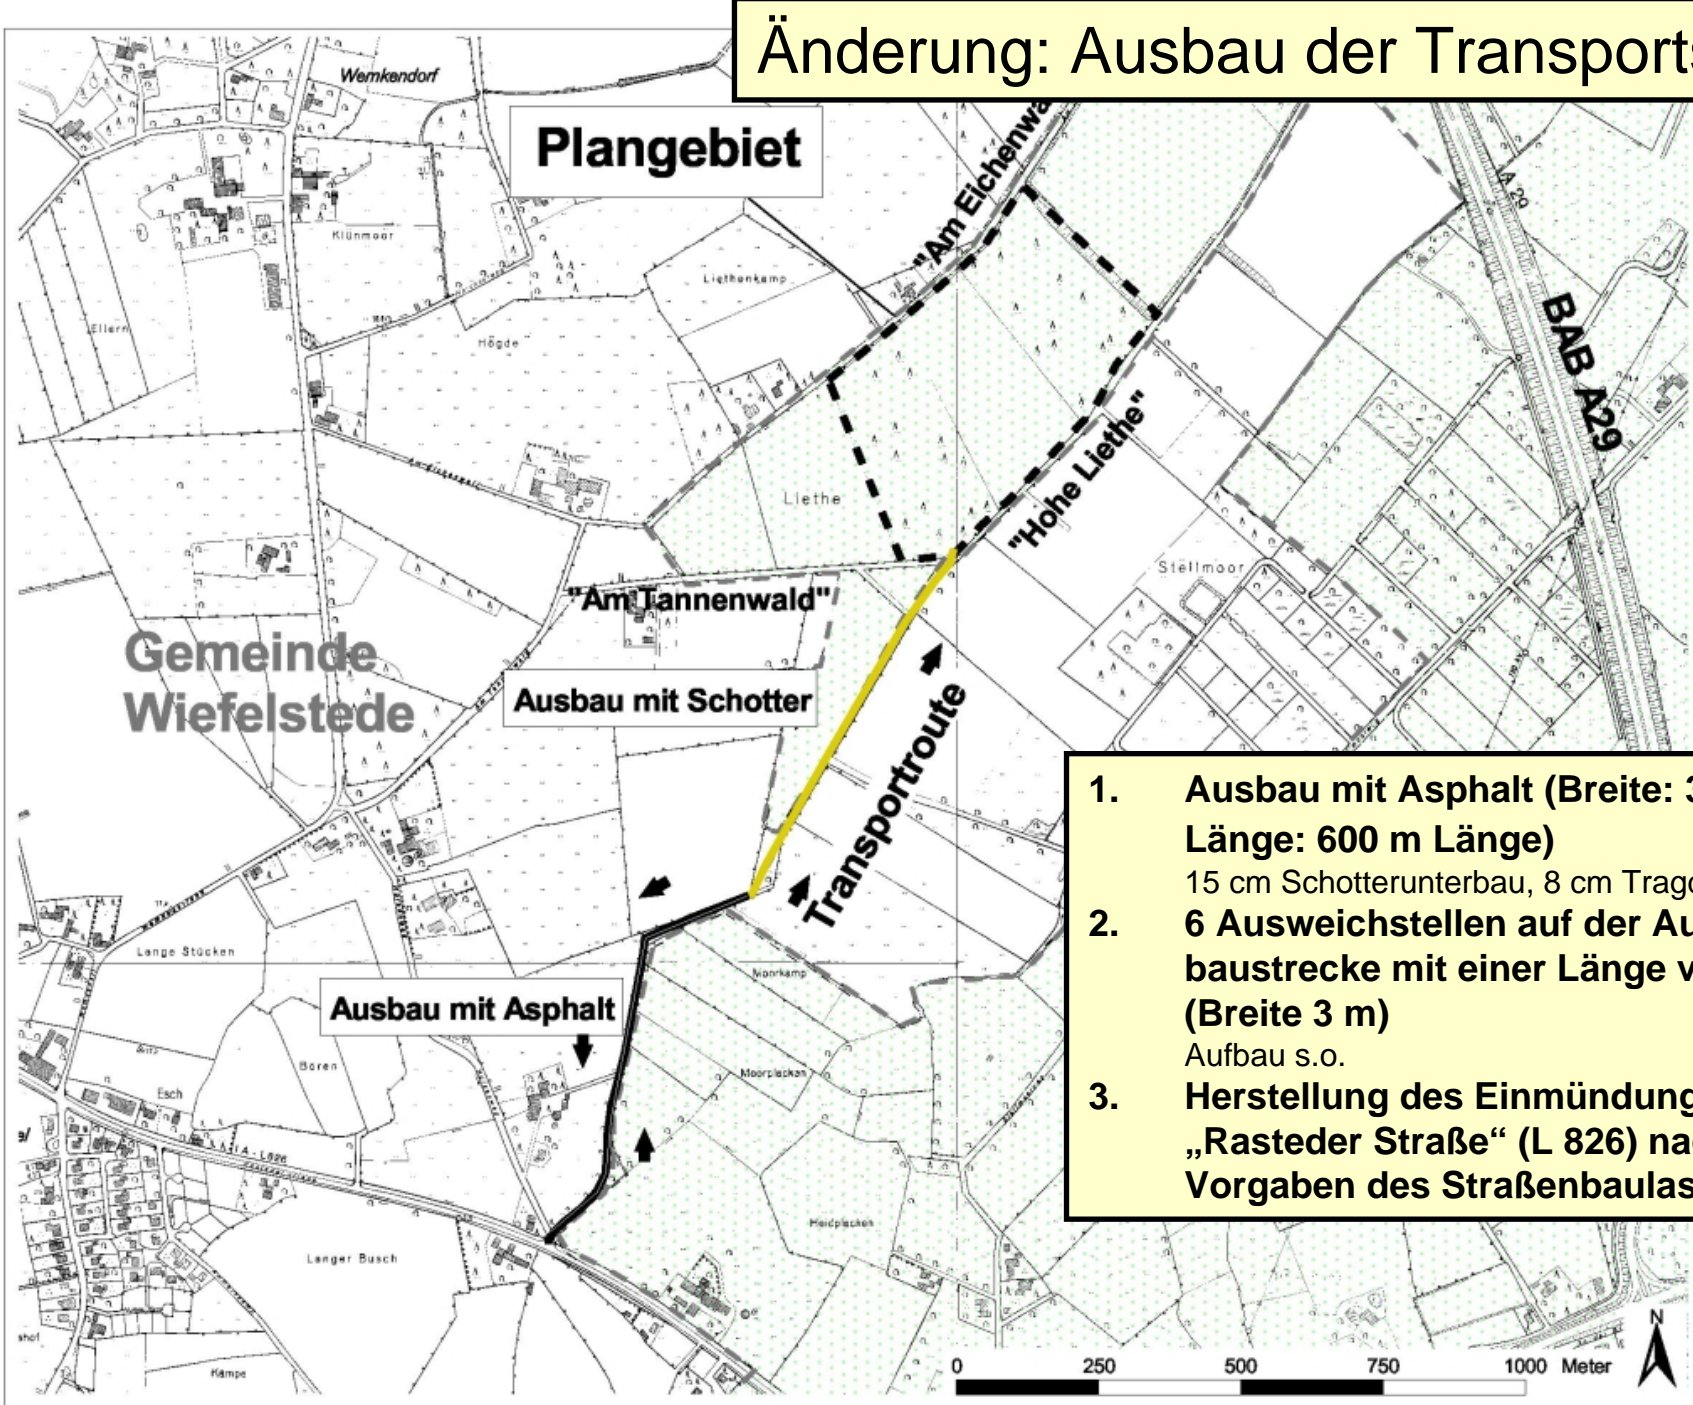 Änderung: Ausbau der Transports
Wemkendorf
Plangebiet
"Am Eichenwa
A 29
Klünmoor
Liethenkamp
Ellern
Högde
BAB A29
"Hohe Liethe"
Liethe
Stellmoor
"Am Tannenwald"
Gemeinde
Wiefelstede
Ausbau mit Schotter
Transportroute
1. Ausbau mit Asphalt (Breite: 3
Länge: 600 m Länge)
15 cm Schotterunterbau, 8 cm Trag
2. 6 Ausweichstellen auf der Au
baustrecke mit einer Länge v
(Breite 3 m)
Aufbau s.o.
3. Herstellung des Einmündung
„Rasteder Straße“ (L 826) na
Vorgaben des Straßenbaulas
Lange Stücken
Moorkamp
Ausbau mit Asphalt
Boren
Moorplacken
Esch
L 826
Heidplacken
Langer Busch
Kämpe
N
0 250 500 750 1000 Meter